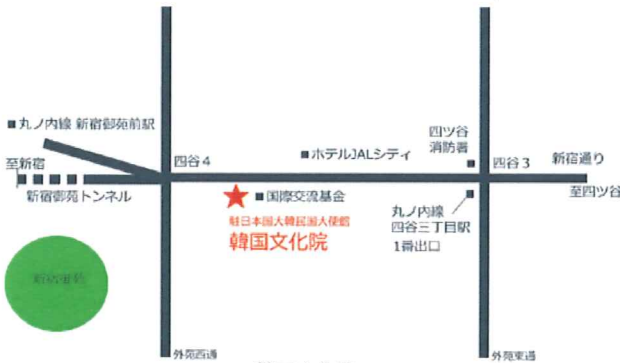 ■丸ノ内線 新宿御苑前駅
至新宿
新宿御苑トンネル
四谷4
■ホテルJALシティ
四ツ谷
消防署
四谷3
新宿通り
至四ツ谷
■国際交流基金
駐日本国大韓民国大使館
韓国文化院
丸ノ内線
四谷三丁目駅
1番出口
新宿御苑
外苑西通
外苑東通